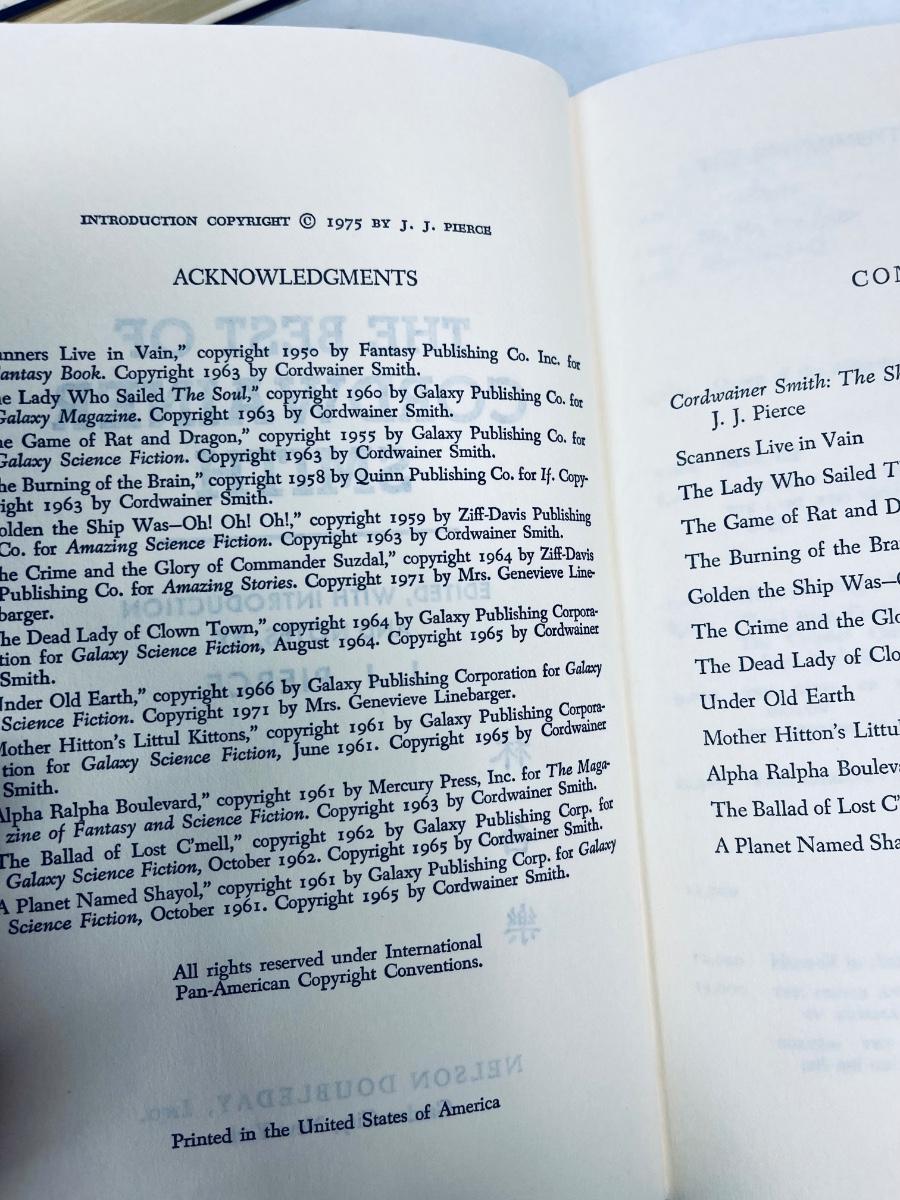 INTRODUCTION COPYRIGHT © 1975 BY J. J. PIERCE
ACKNOWLEDGMENTS
nners Live in Vain," copyright 1950 by Fantasy Publishing Co. Inc. for
antasy Book. Copyright 1963 by Cordwainer Smith.
e Lady Who Sailed The Soul," copyright 1960 by Galaxy Publishing Co. for
Galaxy Magazine. Copyright 1963 by Cordwainer Smith.
e Game of Rat and Dragon," copyright 1955 by Galaxy Publishing Co. for
Galaxy Science Fiction. Copyright 1963 by Cordwainer Smith.
he Burning of the Brain," copyright 1958 by Quinn Publishing Co. for If. Copy-
ight 1963 by Cordwainer Smith.
olden the Ship Was—Oh! Oh! Oh!," copyright 1959 by Ziff-Davis Publishing
Co. for Amazing Science Fiction. Copyright 1963 by Cordwainer Smith.
he Crime and the Glory of Commander Suzdal," copyright 1964 by Ziff-Davis
Publishing Co. for Amazing Stories. Copyright 1971 by Mrs. Genevieve Line-
barger.
he Dead Lady of Clown Town," copyright 1964 by Galaxy Publishing Corpora-
tion for Galaxy Science Fiction, August 1964. Copyright 1965 by Cordwainer
Smith.
Under Old Earth," copyright 1966 by Galaxy Publishing Corporation for Galaxy
Science Fiction. Copyright 1971 by Mrs. Genevieve Linebarger.
Mother Hitton's Littul Kittons," copyright 1961 by Galaxy Publishing Corpora-
tion for Galaxy Science Fiction, June 1961. Copyright 1965 by Cordwainer
Smith.
Alpha Ralpha Boulevard," copyright 1961 by Mercury Press, Inc. for The Maga-
zine of Fantasy and Science Fiction. Copyright 1963 by Cordwainer Smith.
The Ballad of Lost C'mell," copyright 1962 by Galaxy Publishing Corp. for
Galaxy Science Fiction, October 1962. Copyright 1965 by Cordwainer Smith.
A Planet Named Shayol," copyright 1961 by Galaxy Publishing Corp. for Galaxy
Science Fiction, October 1961. Copyright 1965 by Cordwainer Smith.
All rights reserved under International
Pan-American Copyright Conventions.
Printed in the United States of America
CON
Cordwainer Smith: The Sh
J. J. Pierce
Scanners Live in Vain
The Lady Who Sailed T
The Game of Rat and D
The Burning of the Bra
Golden the Ship Was—
The Crime and the Glo
The Dead Lady of Clo
Under Old Earth
Mother Hitton's Littul
Alpha Ralpha Bouleva
The Ballad of Lost C'
A Planet Named Sha